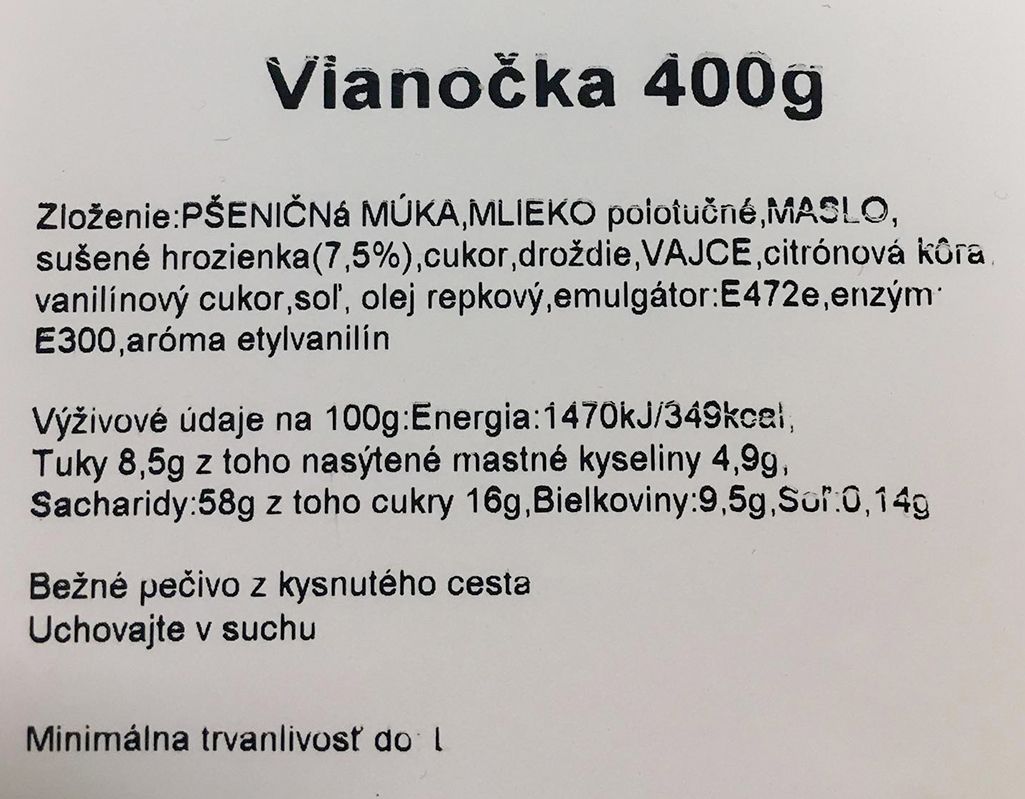 Vianočka 400g
Zloženie:PŠENIČNá MÚKA,MLIEKO polotučné,MASLO,
sušené hrozienka(7,5%),cukor,droždie,VAJCE,citrónová kôra,
vanilínový cukor,soľ, olej repkový,emulgátor:E472e,enzým
E300,aróma etylvanilín
Výživové údaje na 100g:Energia:1470kJ/349kcal,
Tuky 8,5g z toho nasýtené mastné kyseliny 4,9g,
Sacharidy:58g z toho cukry 16g,Bielkoviny:9,5g,Soľ:0,14g
Bežné pečivo z kysnutého cesta
Uchovajte v suchu
Minimálna trvanlivosť do